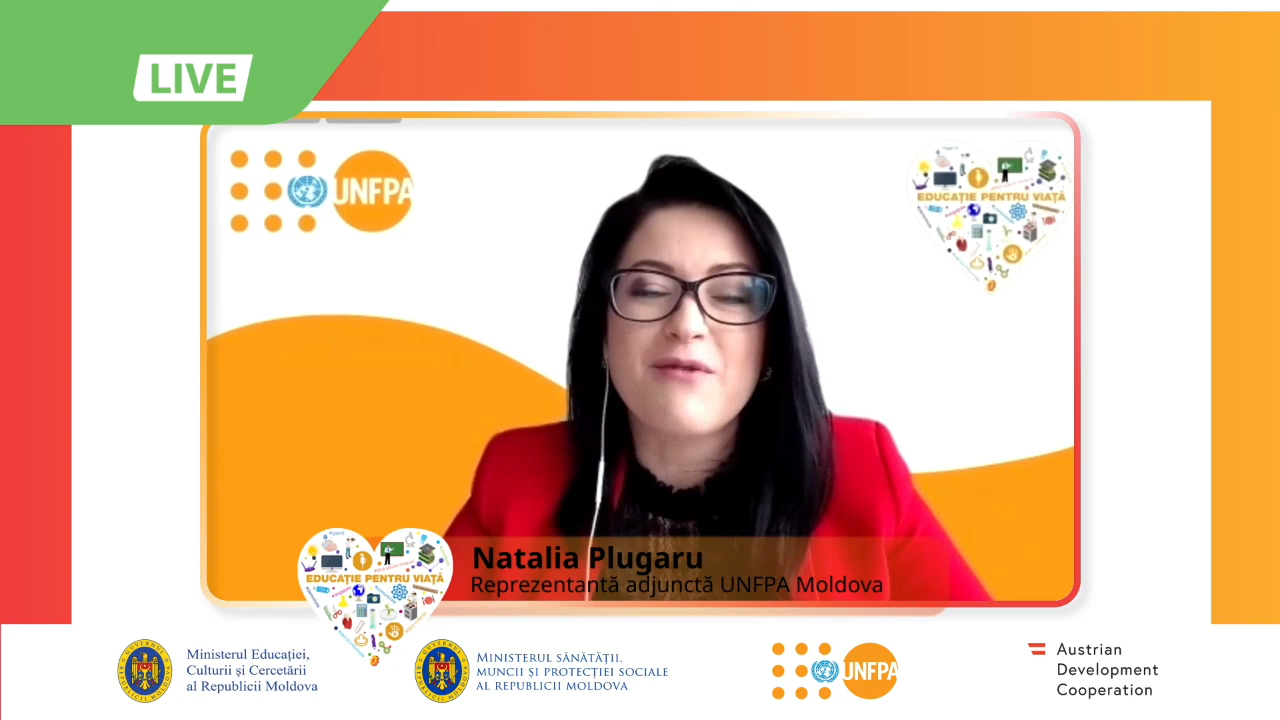 LIVE
UNFPA
EDUCAȚIE PENTRU VIAȚĂ
Natalia Plugaru
Reprezentantă adjunctă UNFPA Moldova
EDUCAȚIE PENTRU VIAȚĂ
Ministerul Educației,
Culturii și Cercetării
al Republicii Moldova
MINISTERUL SĂNĂTĂȚII,
MUNCII ȘI PROTECȚIEI SOCIALE
AL REPUBLICII MOLDOVA
UNFPA
Austrian
Development
Cooperation